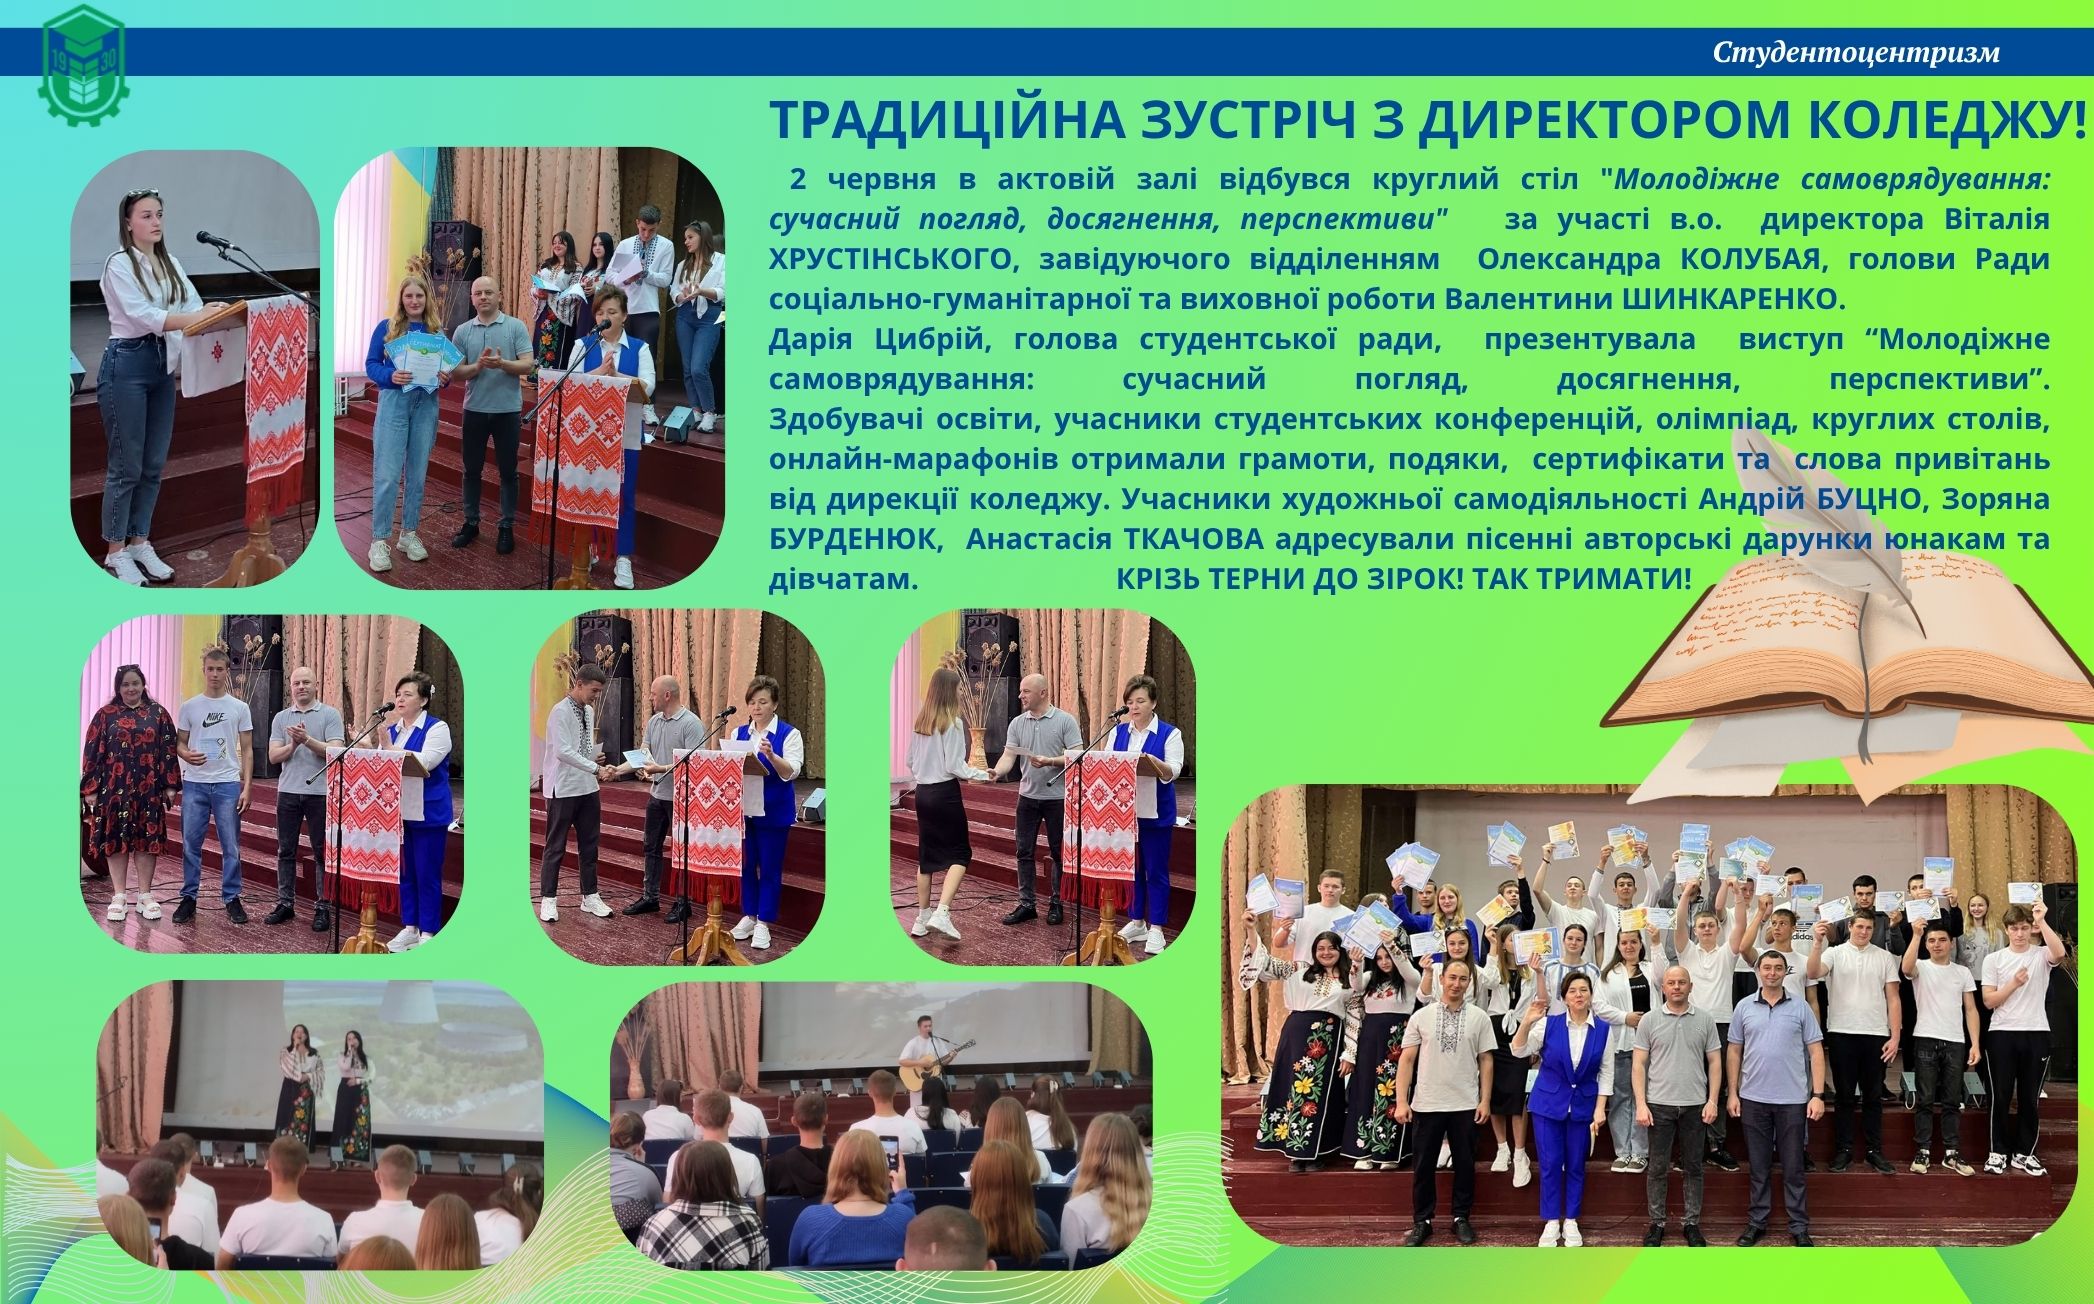 Студентоцентризм
19 30
ТРАДИЦІЙНА ЗУСТРІЧ З ДИРЕКТОРОМ КОЛЕДЖУ!
2 червня в актовій залі відбувся круглий стіл "Молодіжне самоврядування:
сучасний погляд, досягнення, перспективи" за участі в.о. директора Віталія
ХРУСТІНСЬКОГО, завідуючого відділенням Олександра КОЛУБАЯ, голови Ради
соціально-гуманітарної та виховної роботи Валентини ШИНКАРЕНКО.
Дарія Цибрій, голова студентської ради, презентувала виступ “Молодіжне
самоврядування: сучасний погляд, досягнення, перспективи”.
Здобувачі освіти, учасники студентських конференцій, олімпіад, круглих столів,
онлайн-марафонів отримали грамоти, подяки, сертифікати та слова привітань
від дирекції коледжу. Учасники художньої самодіяльності Андрій БУЦНО, Зоряна
БУРДЕНЮК, Анастасія ТКАЧОВА адресували пісенні авторські дарунки юнакам та
дівчатам. КРІЗЬ ТЕРНИ ДО ЗІРОК! ТАК ТРИМАТИ!
NIKE
adidas